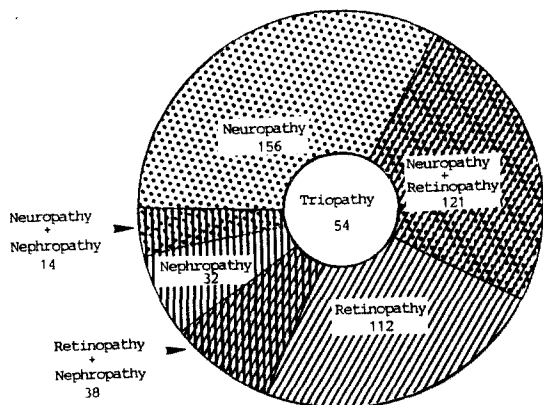 Neuropathy
156
Neuropathy
+
Retinopathy
121
Triopathy
54
Neuropathy
+
Nephropathy
14
Nephropathy
32
Retinopathy
112
Retinopathy
+
Nephropathy
38